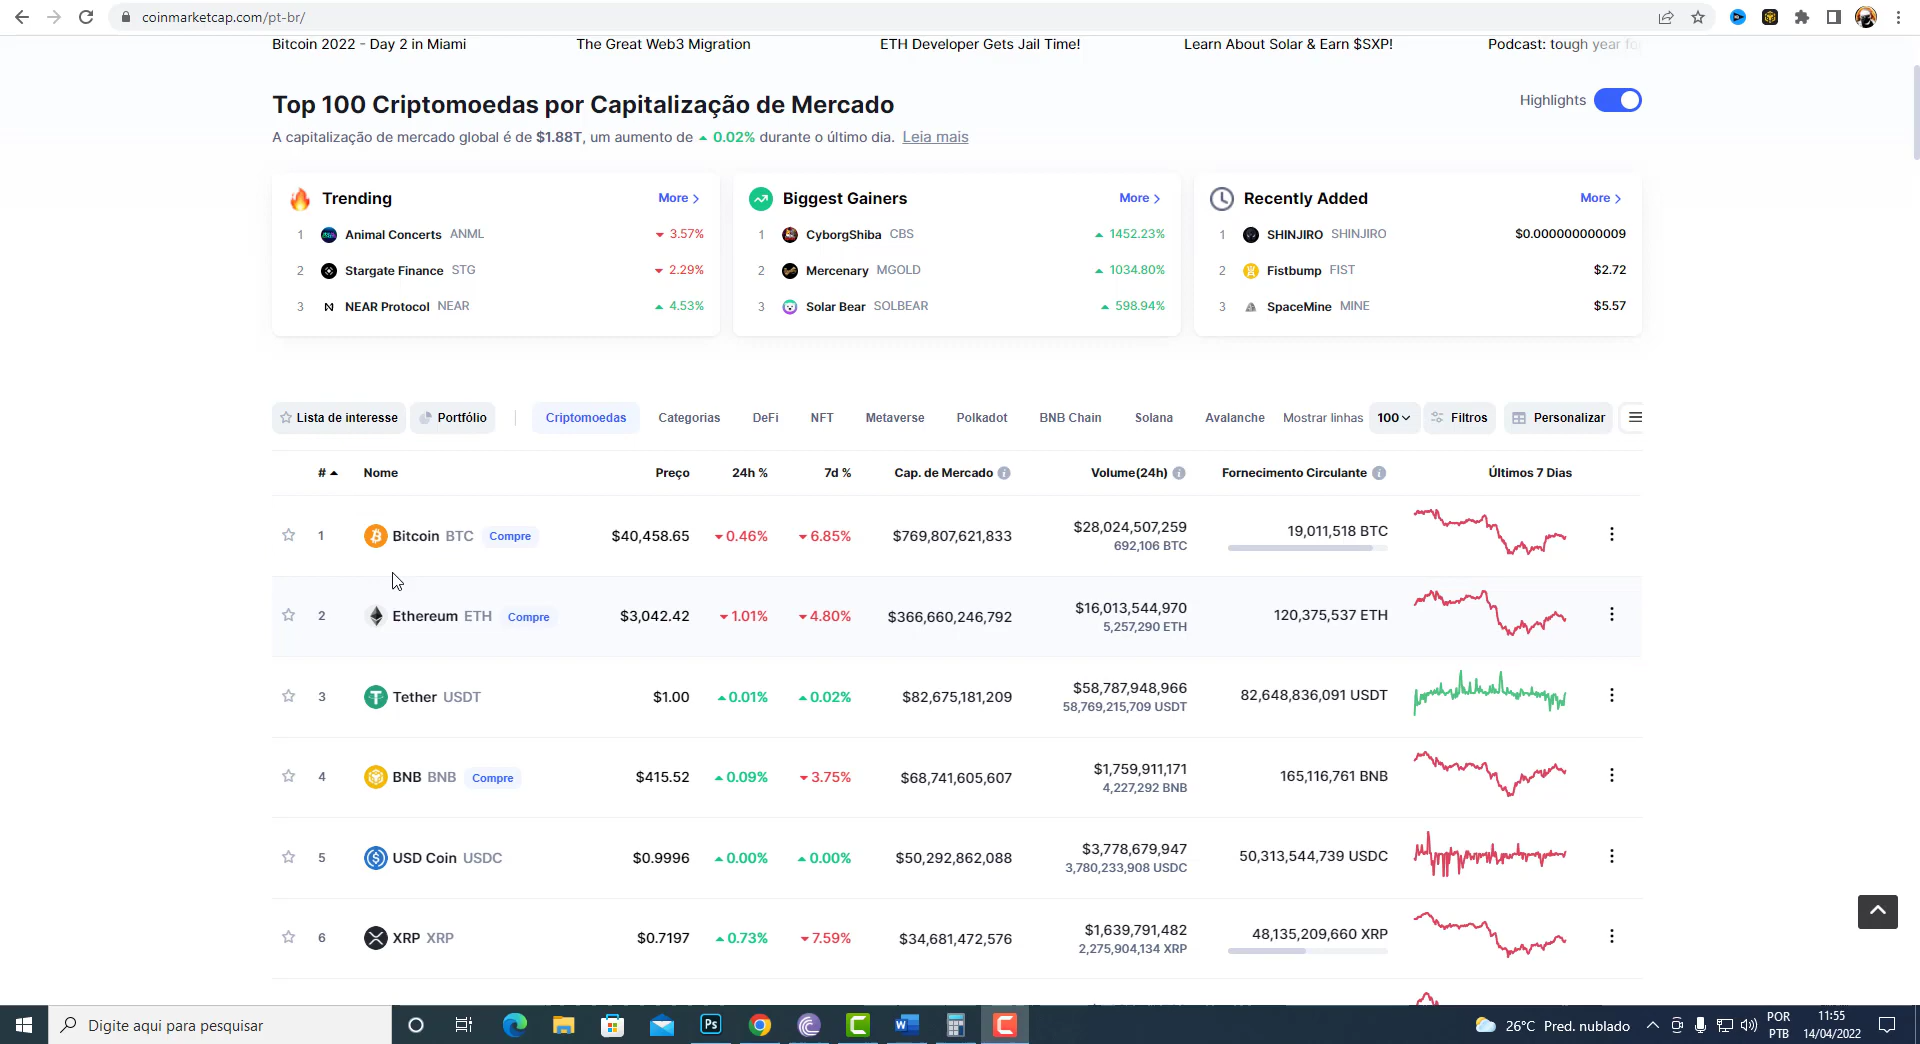 coinmarketcap.com/pt-br/
Bitcoin 2022 - Day 2 in Miami The Great Web3 Migration ETH Developer Gets Jail Time! Learn About Solar & Earn $SXP! Podcast: tough year fo
Top 100 Criptomoedas por Capitalização de Mercado Highlights
A capitalização de mercado global é de $1.88T, um aumento de 0.02% durante o último dia. Leia mais
Trending More
1 Animal Concerts ANML 3.57%
2 Stargate Finance STG 2.29%
3 NEAR Protocol NEAR 4.53%
Biggest Gainers More
1 CyborgShiba CBS 1452.23%
2 Mercenary MGOLD 1034.80%
3 Solar Bear SOLBEAR 598.94%
Recently Added More
1 SHINJIRO SHINJIRO $0.000000000009
2 Fistbump FIST $2.72
3 SpaceMine MINE $5.57
Lista de interesse Portfólio Criptomoedas Categorias DeFi NFT Metaverse Polkadot BNB Chain Solana Avalanche Mostrar linhas 100 Filtros Personalizar
# Nome Preço 24h % 7d % Cap. de Mercado Volume(24h) Fornecimento Circulante Últimos 7 Dias
1 Bitcoin BTC Compre $40,458.65 0.46% 6.85% $769,807,621,833 $28,024,507,259 19,011,518 BTC
692,106 BTC
2 Ethereum ETH Compre $3,042.42 1.01% 4.80% $366,660,246,792 $16,013,544,970 120,375,537 ETH
5,257,290 ETH
3 Tether USDT $1.00 0.01% 0.02% $82,675,181,209 $58,787,948,966 82,648,836,091 USDT
58,769,215,709 USDT
4 BNB BNB Compre $415.52 0.09% 3.75% $68,741,605,607 $1,759,911,171 165,116,761 BNB
4,227,292 BNB
5 USD Coin USDC $0.9996 0.00% 0.00% $50,292,862,088 $3,778,679,947 50,313,544,739 USDC
3,780,233,908 USDC
6 XRP XRP $0.7197 0.73% 7.59% $34,681,472,576 $1,639,791,482 48,135,209,660 XRP
2,275,904,134 XRP
Digite aqui para pesquisar Ps 26°C Pred. nublado POR 11:55
PTB 14/04/2022